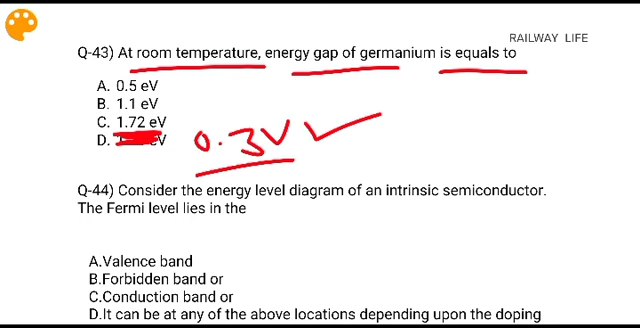 RAILWAY LIFE
Q-43) At room temperature, energy gap of germanium is equals to
A. 0.5 eV
B. 1.1 eV
C. 1.72 eV
D. eV
0.3V
Q-44) Consider the energy level diagram of an intrinsic semiconductor.
The Fermi level lies in the
A.Valence band
B.Forbidden band or
C.Conduction band or
D.It can be at any of the above locations depending upon the doping